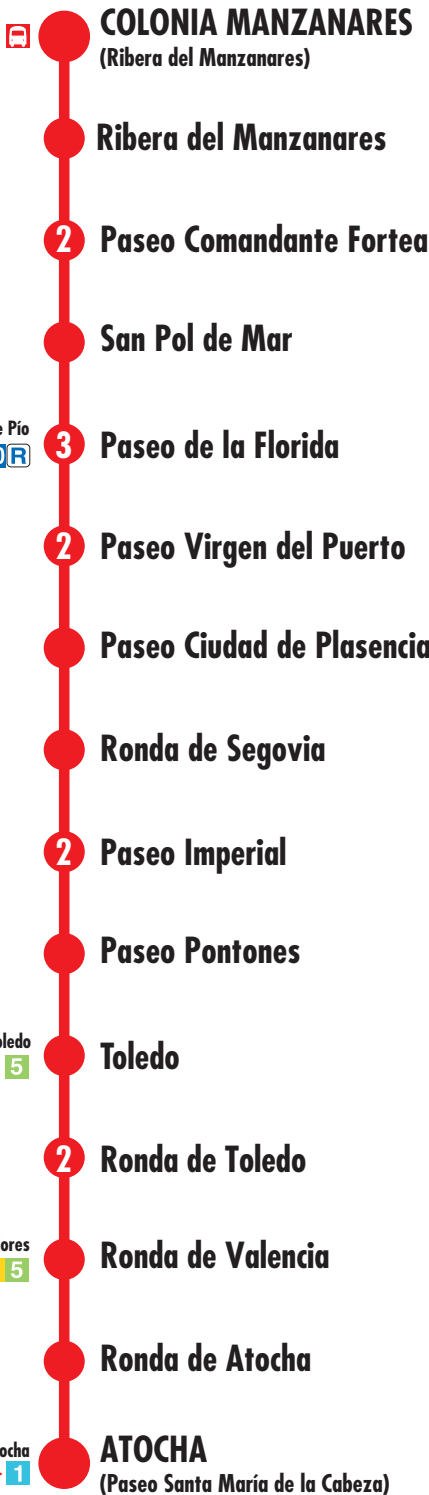 COLONIA MANZANARES
(Ribera del Manzanares)
Ribera del Manzanares
2 Paseo Comandante Fortea
San Pol de Mar
Pío
R
3 Paseo de la Florida
2 Paseo Virgen del Puerto
Paseo Ciudad de Plasencia
Ronda de Segovia
2 Paseo Imperial
Paseo Pontones
oledo
5
Toledo
2 Ronda de Toledo
ores
5
Ronda de Valencia
Ronda de Atocha
ocha
1
ATOCHA
(Paseo Santa María de la Cabeza)